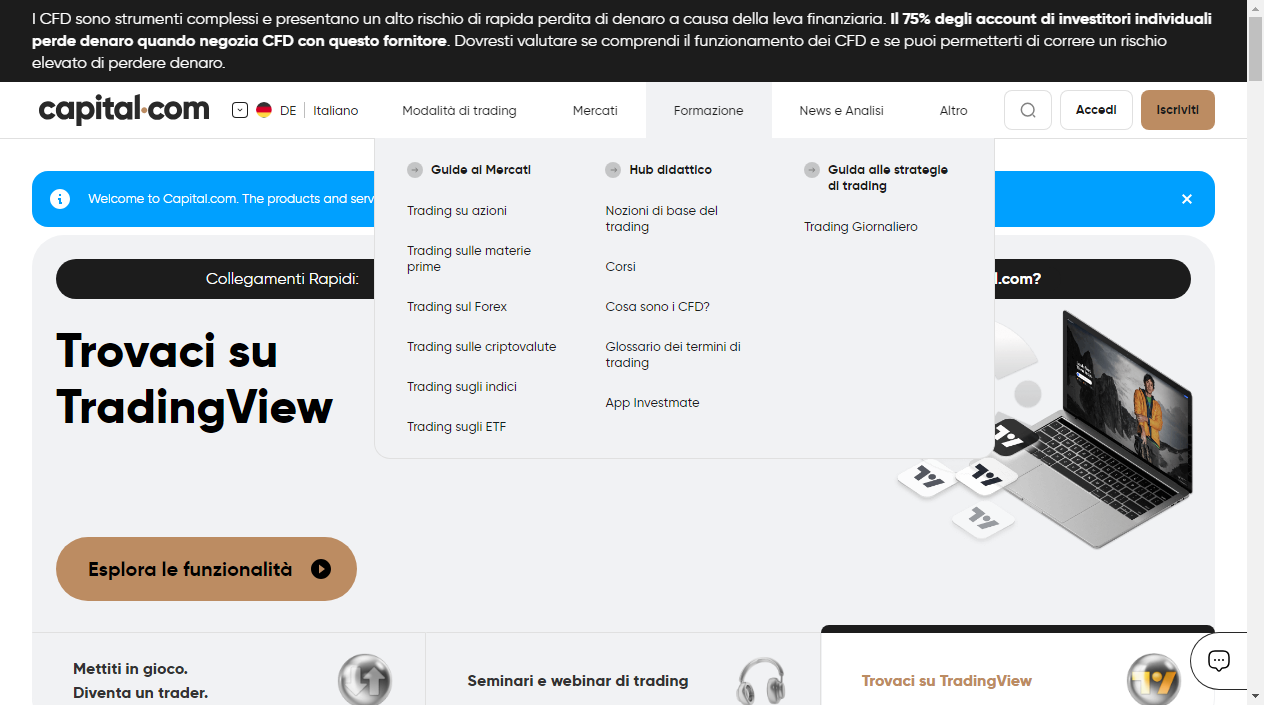 I CFD sono strumenti complessi e presentano un alto rischio di rapida perdita di denaro a causa della leva finanziaria. Il 75% degli account di investitori individuali
perde denaro quando negozia CFD con questo fornitore. Dovresti valutare se comprendi il funzionamento dei CFD e se puoi permetterti di correre un rischio
elevato di perdere denaro.
capital.com DE Italiano Modalità di trading Mercati Formazione News e Analisi Altro Accedi Iscriviti
Guide ai Mercati
Trading su azioni
Trading sulle materie
prime
Trading sul Forex
Trading sulle criptovalute
Trading sugli indici
Trading sugli ETF
Hub didattico
Nozioni di base del
trading
Corsi
Cosa sono i CFD?
Glossario dei termini di
trading
App Investmate
Guida alle strategie
di trading
Trading Giornaliero
Welcome to Capital.com. The products and serv
Collegamenti Rapidi:
l.com?
Trovaci su
TradingView
Esplora le funzionalità
Mettiti in gioco.
Diventa un trader.
Seminari e webinar di trading
Trovaci su TradingView